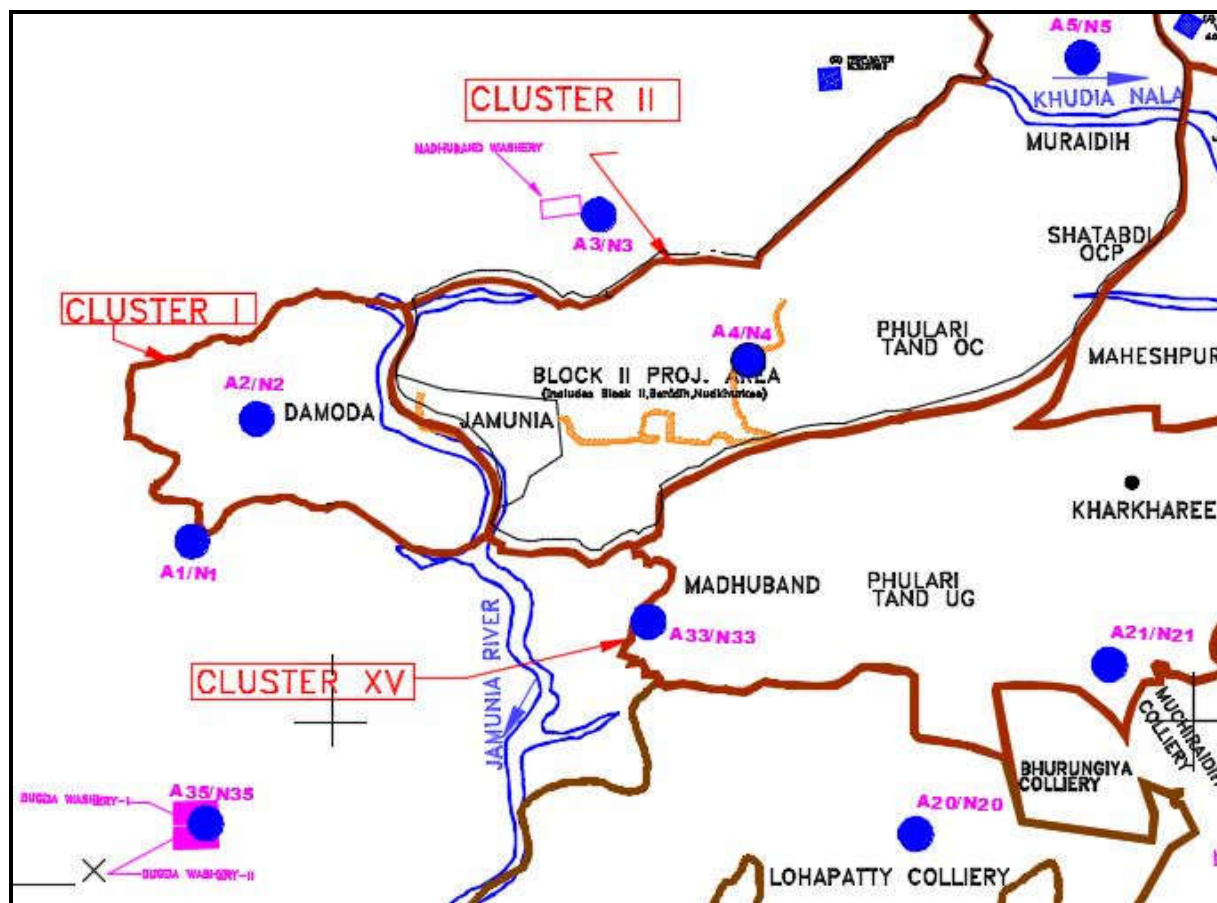 A5/N5
CLUSTER II
KHUDIA NALA
MURAIDIH
MADHUBAND WASHERY
A3/N3
SHATABDI
OCP
CLUSTER I
A4/N4
PHULARI
TAND OC
MAHESHPUR
A2/N2
BLOCK II PROJ. AREA
DAMODA
JAMUNIA
KHARKHAREE
A1/N1
MADHUBAND
PHULARI
TAND UG
A33/N33
A21/N21
CLUSTER XV
JAMUNIA RIVER
MUCHIRAIDIH
COLLIERY
BHURUNGIYA
COLLIERY
A35/N35
A20/N20
DUGDA WASHERY-I
DUGDA WASHERY-II
LOHAPATTY COLLIERY